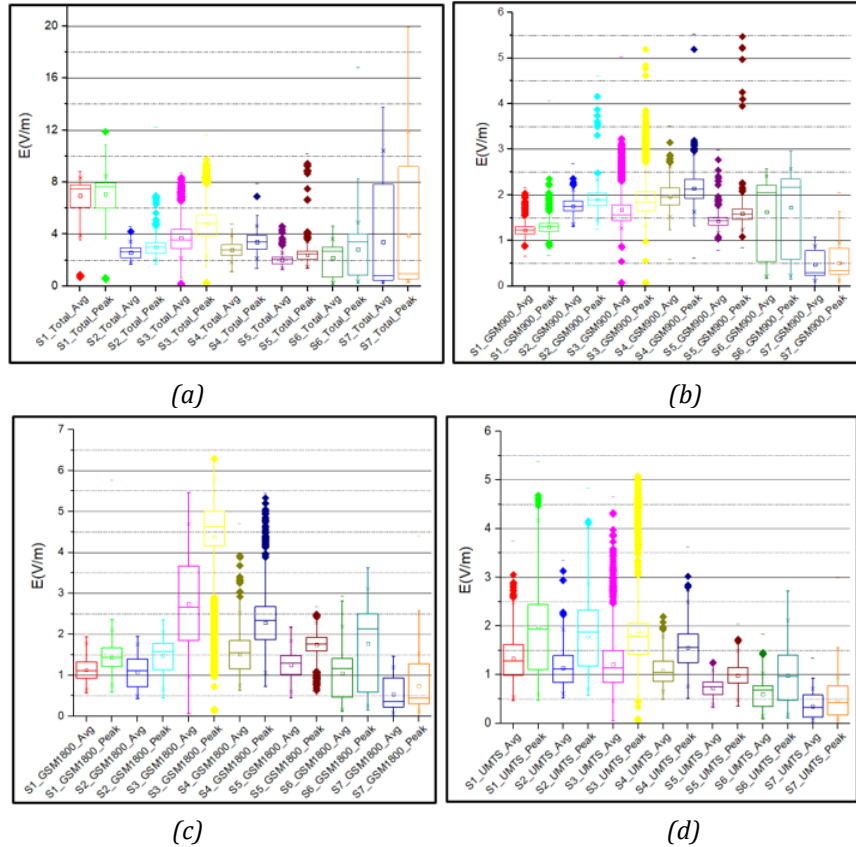 20
16
12
8
4
0
E(V/m)
S1_Total_Avg
S1_Total_Peak
S2_Total_Avg
S2_Total_Peak
S3_Total_Avg
S3_Total_Peak
S4_Total_Avg
S4_Total_Peak
S5_Total_Avg
S5_Total_Peak
S6_Total_Avg
S6_Total_Peak
S7_Total_Avg
S7_Total_Peak
(a)
6
5
4
3
2
1
0
E(V/m)
S1_GSM900_Avg
S1_GSM900_Peak
S2_GSM900_Avg
S2_GSM900_Peak
S3_GSM900_Avg
S3_GSM900_Peak
S4_GSM900_Avg
S4_GSM900_Peak
S5_GSM900_Avg
S5_GSM900_Peak
S6_GSM900_Avg
S6_GSM900_Peak
S7_GSM900_Avg
S7_GSM900_Peak
(b)
7
6
5
4
3
2
1
0
E(V/m)
S1_GSM1800_Avg
S1_GSM1800_Peak
S2_GSM1800_Avg
S2_GSM1800_Peak
S3_GSM1800_Avg
S3_GSM1800_Peak
S4_GSM1800_Avg
S4_GSM1800_Peak
S5_GSM1800_Avg
S5_GSM1800_Peak
S6_GSM1800_Avg
S6_GSM1800_Peak
S7_GSM1800_Avg
S7_GSM1800_Peak
(c)
6
5
4
3
2
1
0
E(V/m)
S1_UMTS_Avg
S1_UMTS_Peak
S2_UMTS_Avg
S2_UMTS_Peak
S3_UMTS_Avg
S3_UMTS_Peak
S4_UMTS_Avg
S4_UMTS_Peak
S5_UMTS_Avg
S5_UMTS_Peak
S6_UMTS_Avg
S6_UMTS_Peak
S7_UMTS_Avg
S7_UMTS_Peak
(d)